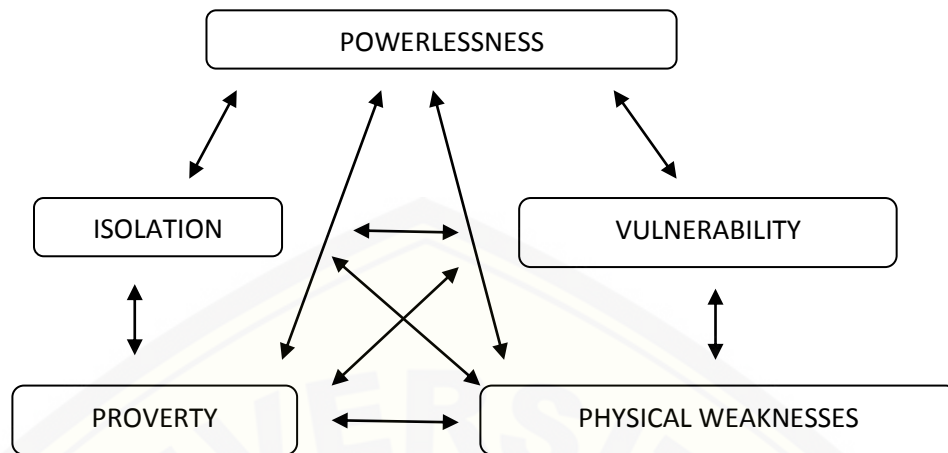 POWERLESSNESS
ISOLATION
VULNERABILITY
PROVERTY
PHYSICAL WEAKNESSES